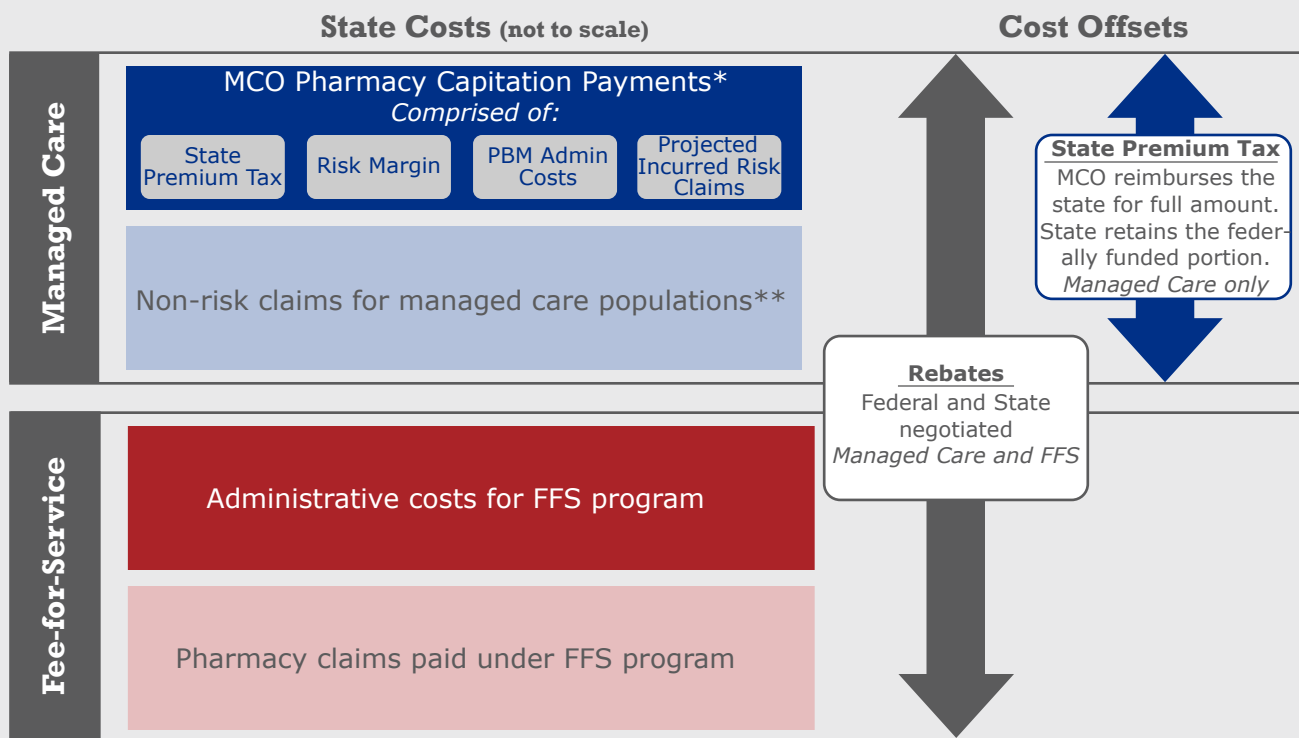 State Costs (not to scale)
Cost Offsets
Managed Care
MCO Pharmacy Capitation Payments*
Comprised of:
State
Premium Tax
Risk Margin
PBM Admin
Costs
Projected
Incurred Risk
Claims
Non-risk claims for managed care populations**
State Premium Tax
MCO reimburses the
state for full amount.
State retains the feder-
ally funded portion.
Managed Care only
Rebates
Federal and State
negotiated
Managed Care and FFS
Fee-for-Service
Administrative costs for FFS program
Pharmacy claims paid under FFS program